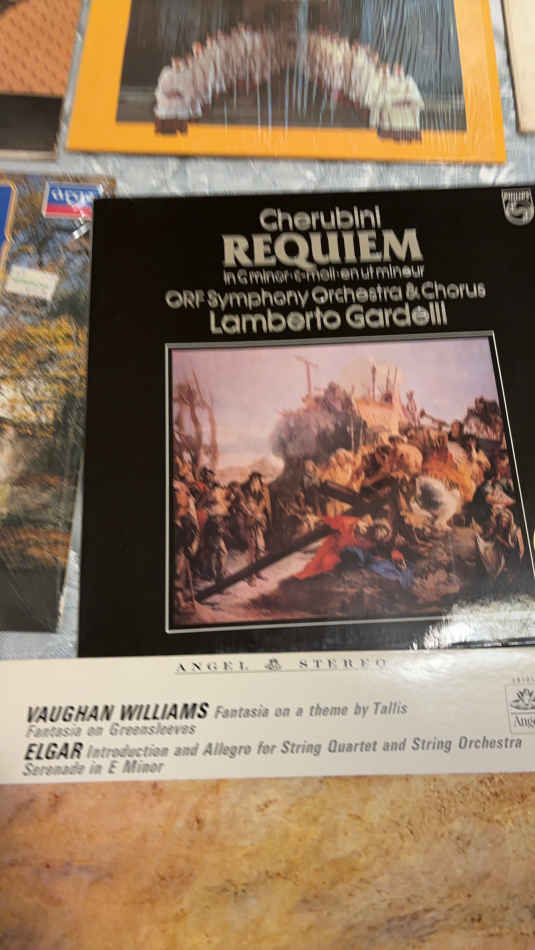 PHILIPS
Cherubini
REQUIEM
in C minor·c-moll·en ut mineur
ORF Symphony Orchestra & Chorus
Lamberto Gardelli
ANGEL STEREO
VAUGHAN WILLIAMS Fantasia on a theme by Tallis
Fantasia on Greensleeves
ELGAR Introduction and Allegro for String Quartet and String Orchestra
Serenade in E Minor